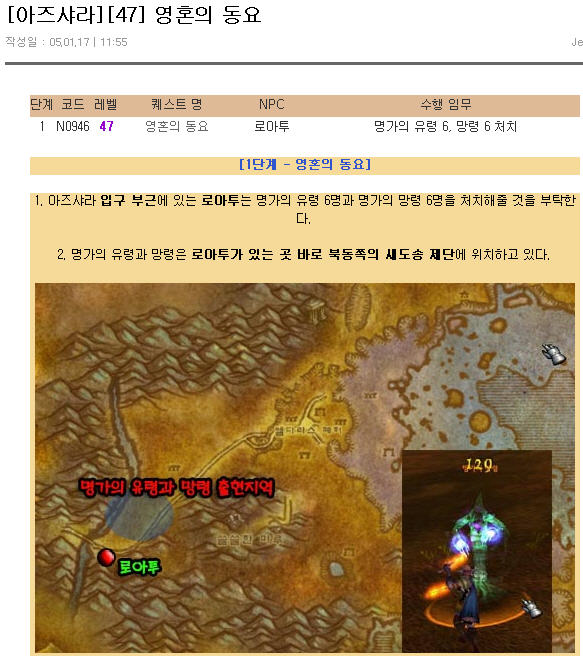 [아즈샤라][47] 영혼의 동요
작성일 : 05.01.17 | 11:55
Je
단계 코드 레벨 퀘스트 명 NPC 수행 임무
1 N0946 47 영혼의 동요 로아투 명가의 유령 6, 망령 6 처치
[1단계 - 영혼의 동요]
1. 아즈샤라 입구 부근에 있는 로아투는 명가의 유령 6명과 명가의 망령 6명을 처치해줄 것을 부탁한
다.
2. 명가의 유령과 망령은 로아투가 있는 곳 바로 북동쪽의 섀도송 제단에 위치하고 있다.
명가의 유령과 망령 출현지역
로아투
129